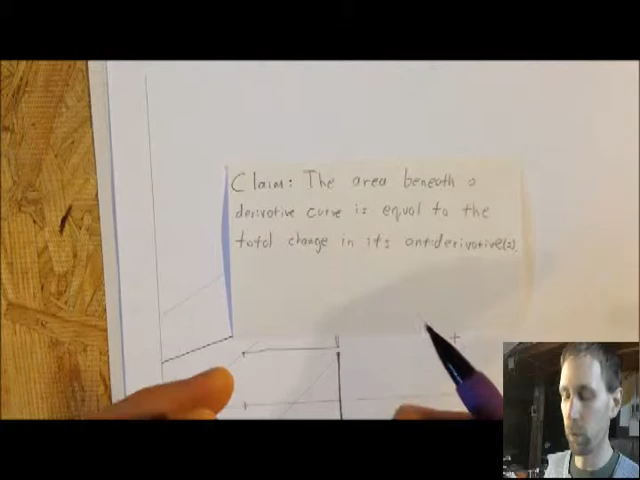 Claim: The area beneath a
derivative curve is equal to the
total change in its antiderivative(s).